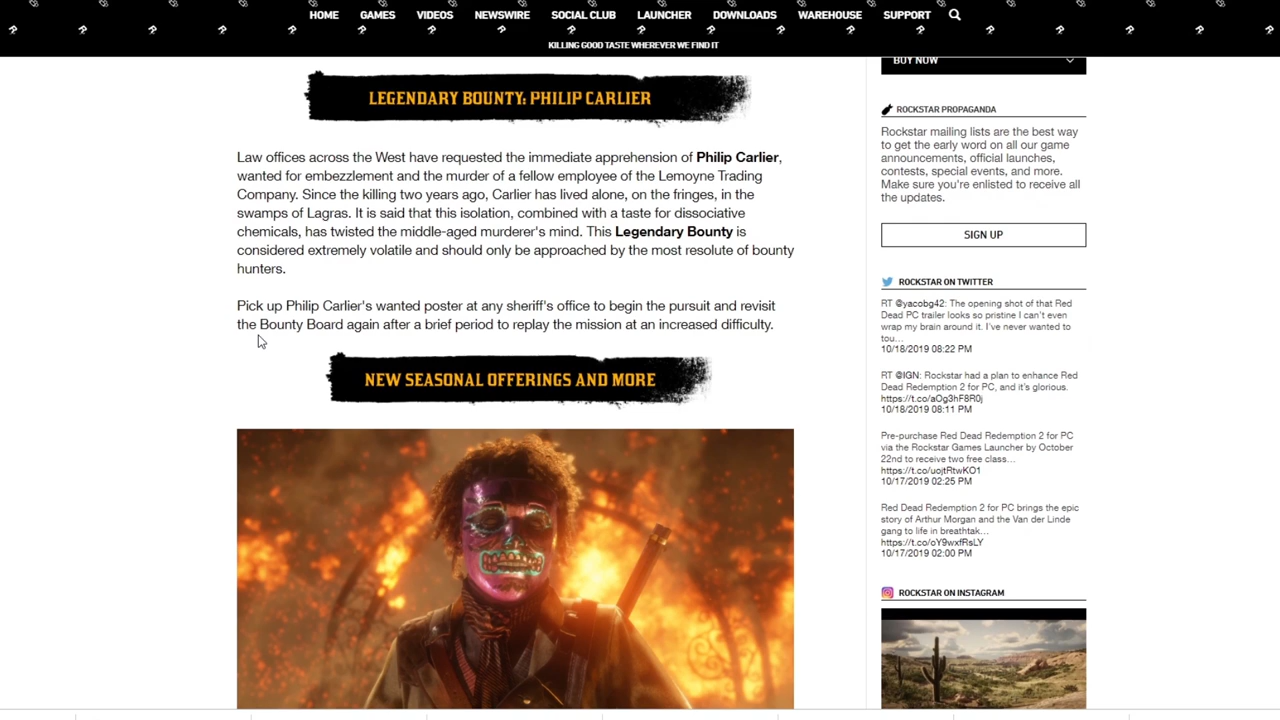 HOME GAMES VIDEOS NEWSWIRE SOCIAL CLUB LAUNCHER DOWNLOADS WAREHOUSE SUPPORT
KILLING GOOD TASTE WHEREVER WE FIND IT
LEGENDARY BOUNTY: PHILIP CARLIER
Law offices across the West have requested the immediate apprehension of Philip Carlier,
wanted for embezzlement and the murder of a fellow employee of the Lemoyne Trading
Company. Since the killing two years ago, Carlier has lived alone, on the fringes, in the
swamps of Lagras. It is said that this isolation, combined with a taste for dissociative
chemicals, has twisted the middle-aged murderer's mind. This Legendary Bounty is
considered extremely volatile and should only be approached by the most resolute of bounty
hunters.
Pick up Philip Carlier's wanted poster at any sheriff's office to begin the pursuit and revisit
the Bounty Board again after a brief period to replay the mission at an increased difficulty.
NEW SEASONAL OFFERINGS AND MORE
BUY NOW
ROCKSTAR PROPAGANDA
Rockstar mailing lists are the best way
to get the early word on all our game
announcements, official launches,
contests, special events, and more.
Make sure you're enlisted to receive all
the updates.
SIGN UP
ROCKSTAR ON TWITTER
RT @yacobg42: The opening shot of that Red
Dead PC trailer looks so pristine I can't even
wrap my brain around it. I've never wanted to
tou…
10/18/2019 08:22 PM
RT @IGN: Rockstar had a plan to enhance Red
Dead Redemption 2 for PC, and it's glorious.
https://t.co/aOg3hF8R0j
10/18/2019 08:11 PM
Pre-purchase Red Dead Redemption 2 for PC
via the Rockstar Games Launcher by October
22nd to receive two free class…
https://t.co/uojtRtwKO1
10/17/2019 02:25 PM
Red Dead Redemption 2 for PC brings the epic
story of Arthur Morgan and the Van der Linde
gang to life in breathtak…
https://t.co/oY9wxfRsLY
10/17/2019 02:00 PM
ROCKSTAR ON INSTAGRAM